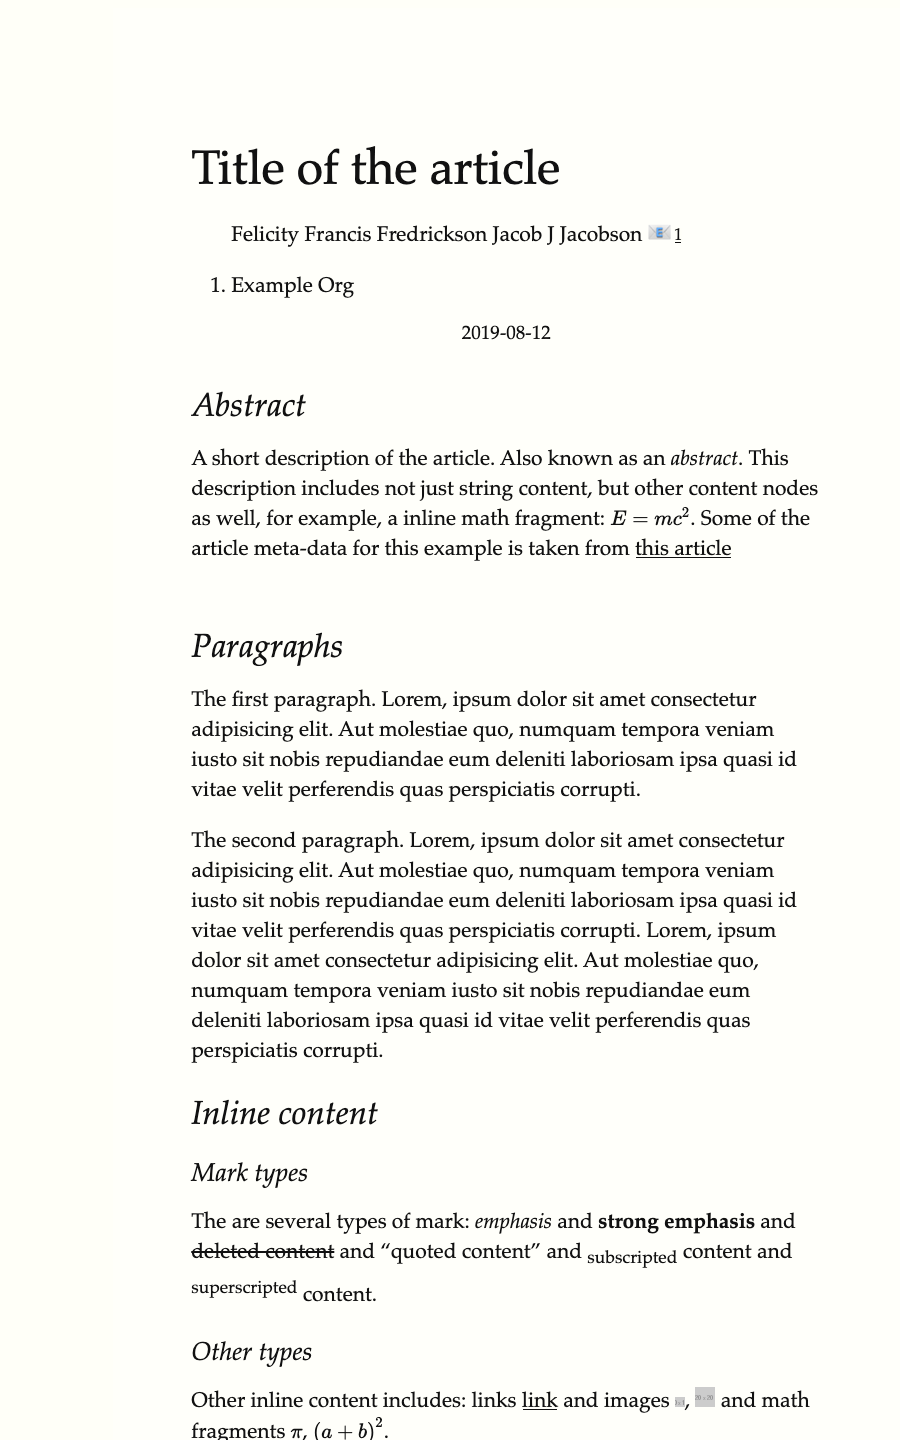 Title of the article
Felicity Francis Fredrickson Jacob J Jacobson 📧 1
1. Example Org
2019-08-12
Abstract
A short description of the article. Also known as an abstract. This
description includes not just string content, but other content nodes
as well, for example, a inline math fragment: E = mc². Some of the
article meta-data for this example is taken from this article
Paragraphs
The first paragraph. Lorem, ipsum dolor sit amet consectetur
adipisicing elit. Aut molestiae quo, numquam tempora veniam
iusto sit nobis repudiandae eum deleniti laboriosam ipsa quasi id
vitae velit perferendis quas perspiciatis corrupti.
The second paragraph. Lorem, ipsum dolor sit amet consectetur
adipisicing elit. Aut molestiae quo, numquam tempora veniam
iusto sit nobis repudiandae eum deleniti laboriosam ipsa quasi id
vitae velit perferendis quas perspiciatis corrupti. Lorem, ipsum
dolor sit amet consectetur adipisicing elit. Aut molestiae quo,
numquam tempora veniam iusto sit nobis repudiandae eum
deleniti laboriosam ipsa quasi id vitae velit perferendis quas
perspiciatis corrupti.
Inline content
Mark types
The are several types of mark: emphasis and strong emphasis and
deleted content and “quoted content” and subscripted content and
superscripted content.
Other types
Other inline content includes: links link and images , and math
fragments π, (a + b)².